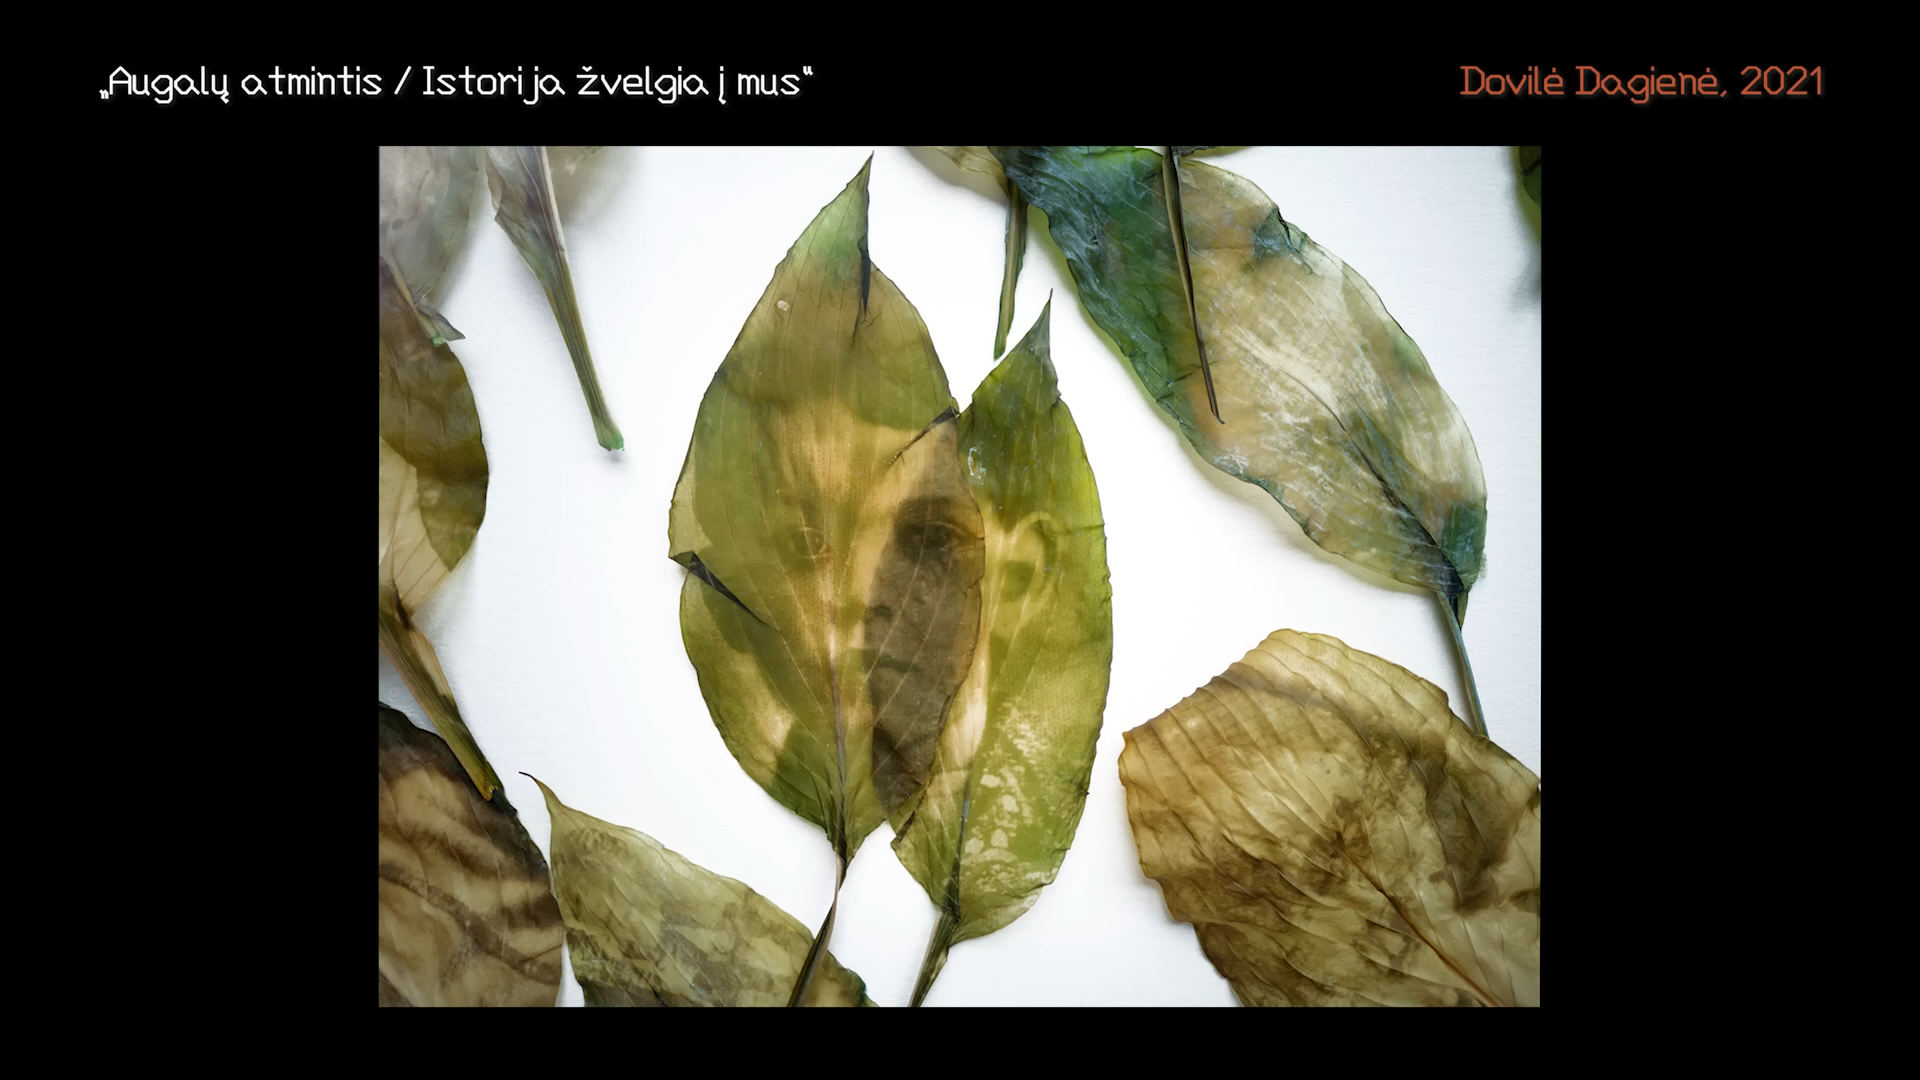 „Augalų atmintis / Istorija žvelgia į mus“
Dovilė Dagienė, 2021